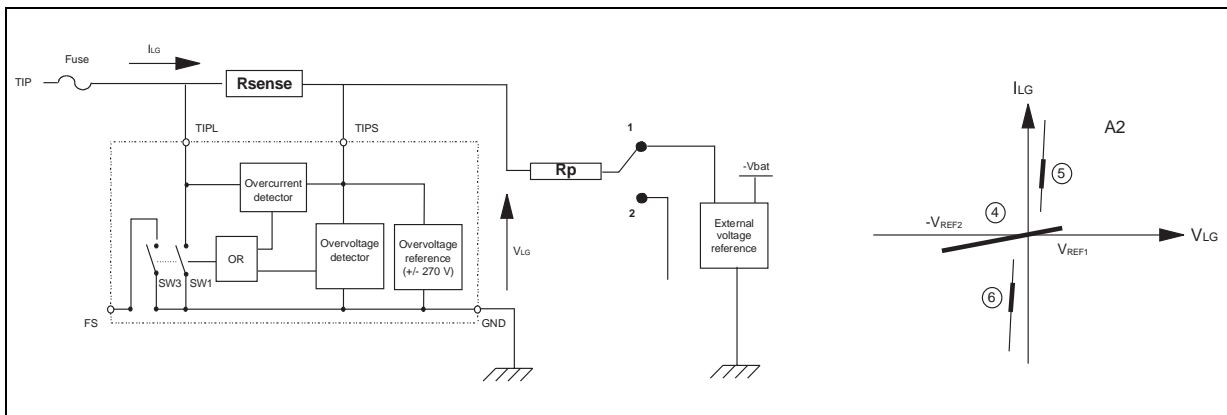 Fuse
ILG
TIP
Rsense
TIPL
TIPS
1
Rp
-Vbat
2
Overcurrent
detector
OR
Overvoltage
detector
Overvoltage
reference
(+/- 270 V)
VLG
External
voltage
reference
SW3
SW1
FS
GND
ILG
A2
5
4
-VREF2
VLG
VREF1
6